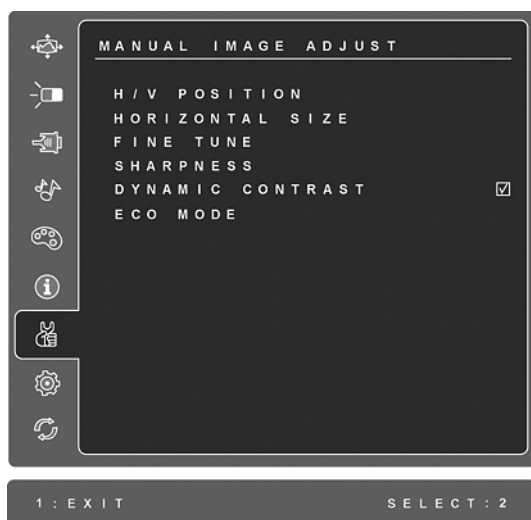 MANUAL IMAGE ADJUST
H/V POSITION
HORIZONTAL SIZE
FINE TUNE
SHARPNESS
DYNAMIC CONTRAST
ECO MODE
1:EXIT SELECT:2